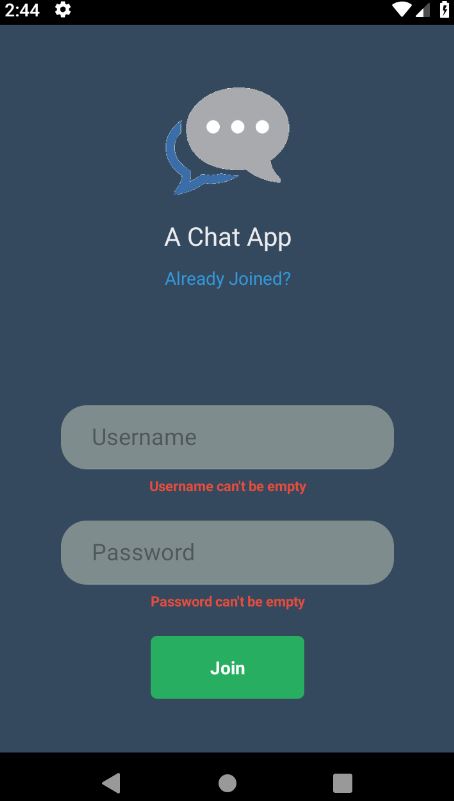 2:44
A Chat App
Already Joined?
Username
Username can't be empty
Password
Password can't be empty
Join